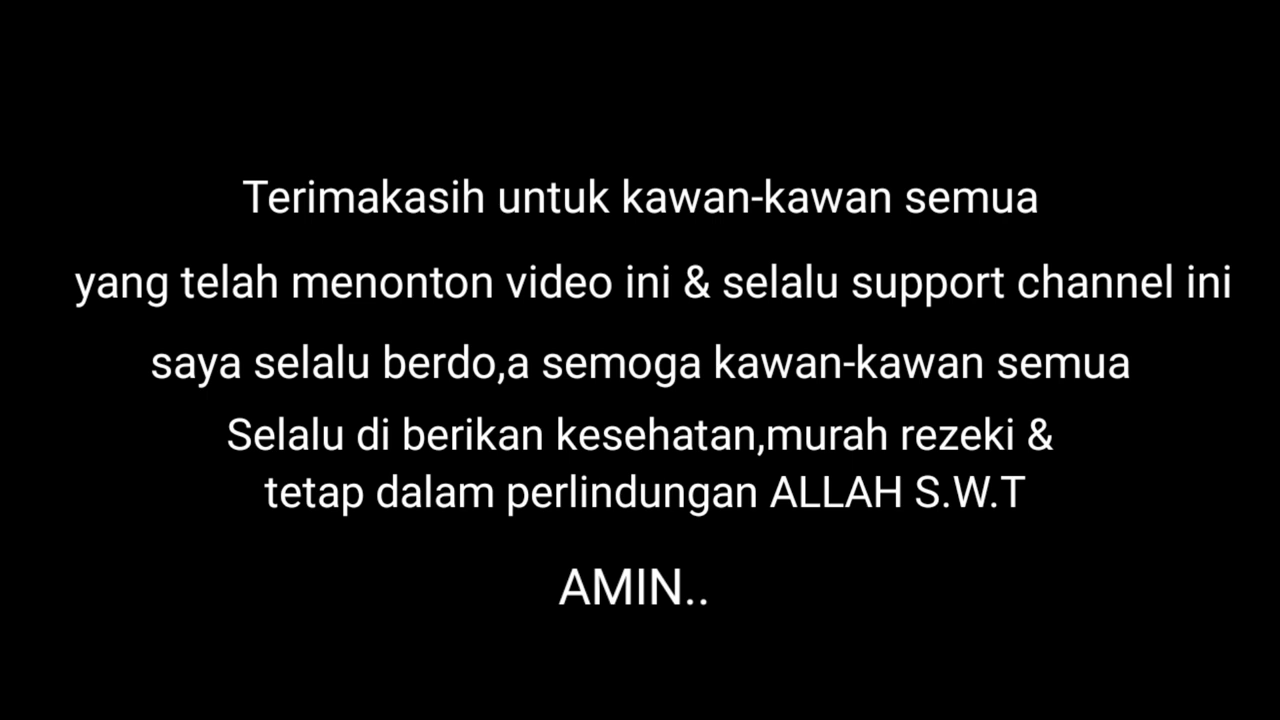 Terimakasih untuk kawan-kawan semua
yang telah menonton video ini & selalu support channel ini
saya selalu berdo,a semoga kawan-kawan semua
Selalu di berikan kesehatan,murah rezeki &
tetap dalam perlindungan ALLAH S.W.T
AMIN..